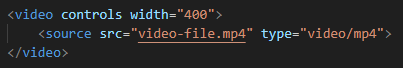 <video controls width="400">
<source src="video-file.mp4" type="video/mp4">
</video>